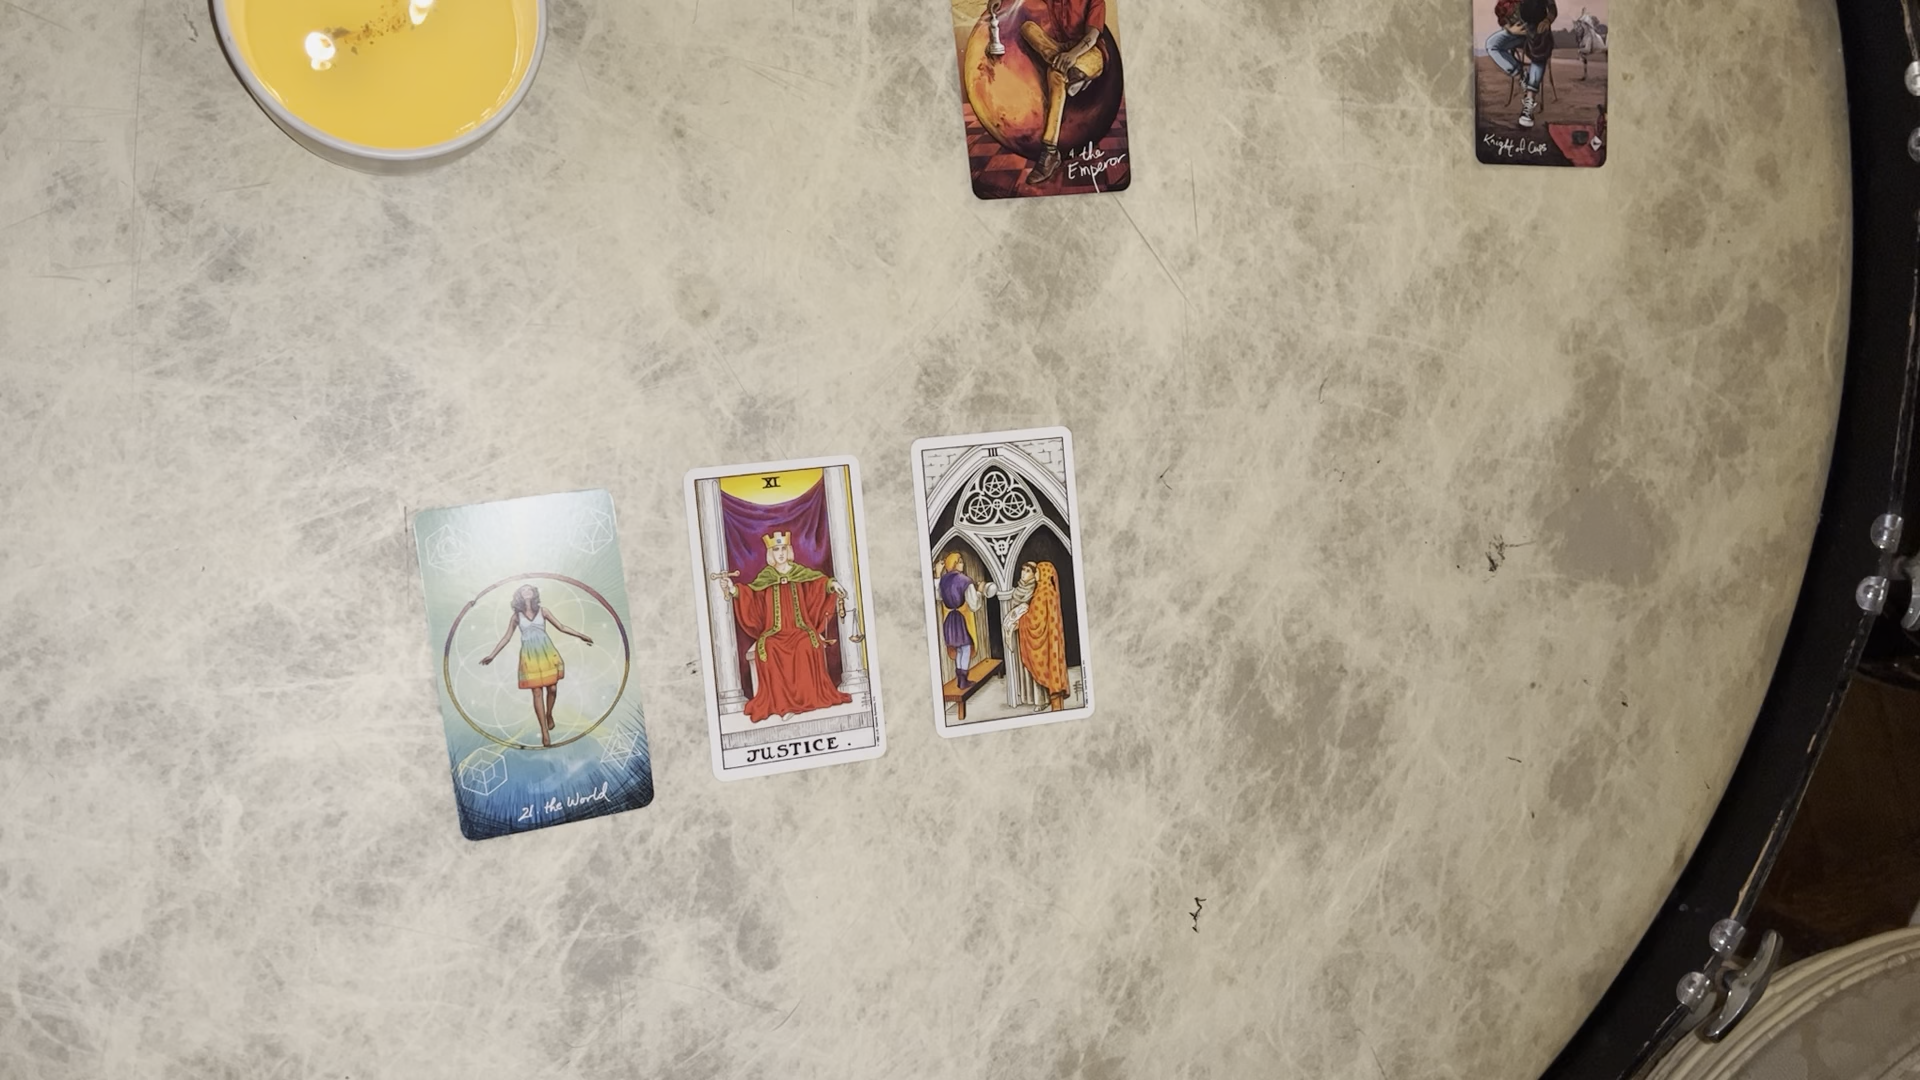 4. the
Emperor
Knight of Cups
XI
JUSTICE.
III
21. the World